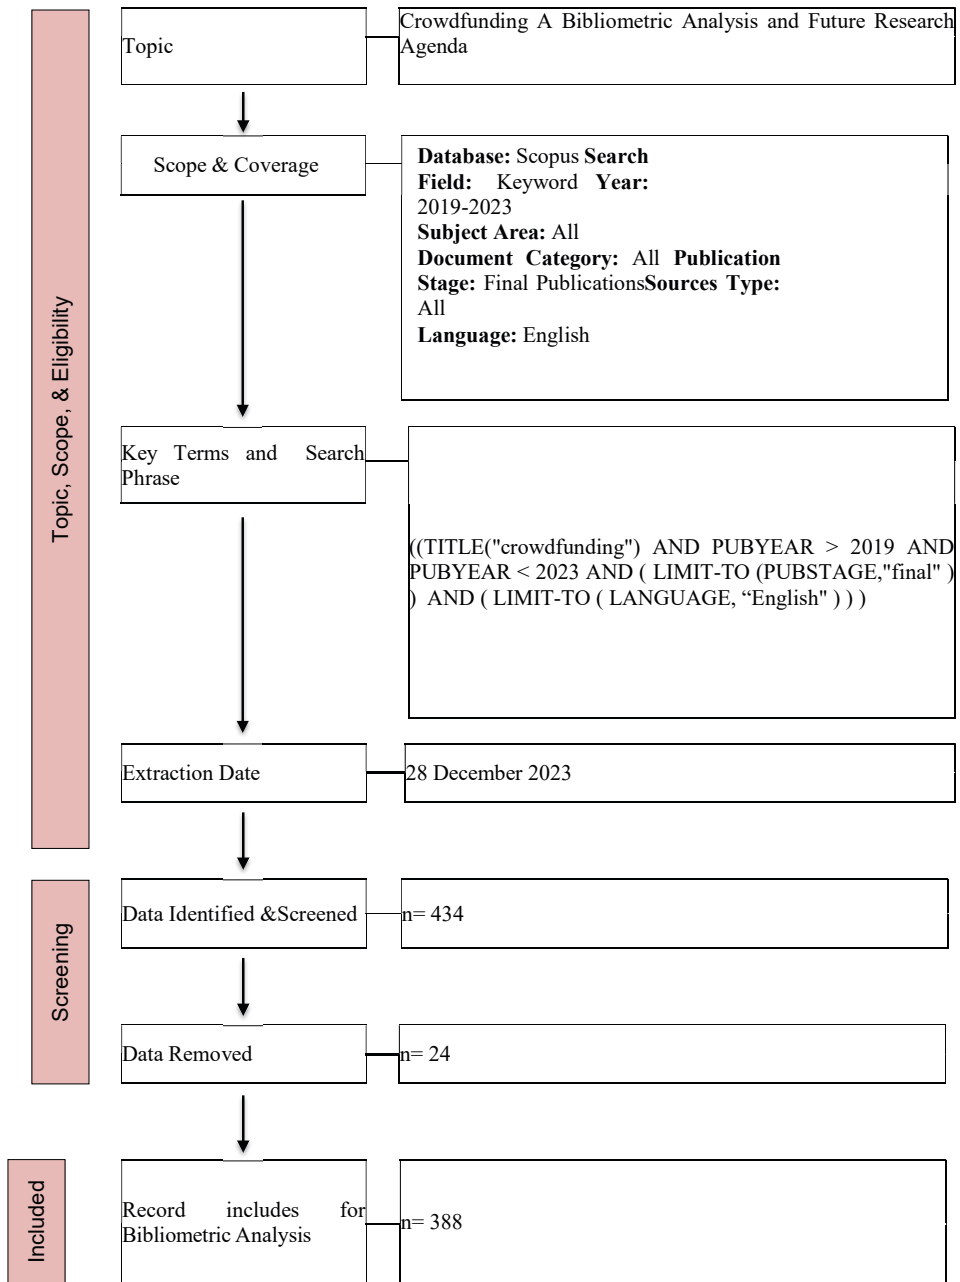 Topic, Scope, & Eligibility
Topic
Crowdfunding A Bibliometric Analysis and Future Research
Agenda
Scope & Coverage
Database: Scopus Search
Field: Keyword Year:
2019-2023
Subject Area: All
Document Category: All Publication
Stage: Final PublicationsSources Type:
All
Language: English
Key Terms and Search
Phrase
((TITLE("crowdfunding") AND PUBYEAR > 2019 AND
PUBYEAR < 2023 AND ( LIMIT-TO (PUBSTAGE,"final" )
) AND ( LIMIT-TO ( LANGUAGE, “English" ) ) )
Extraction Date
28 December 2023
Screening
Data Identified &Screened
n= 434
Data Removed
n= 24
Included
Record includes for
Bibliometric Analysis
n= 388